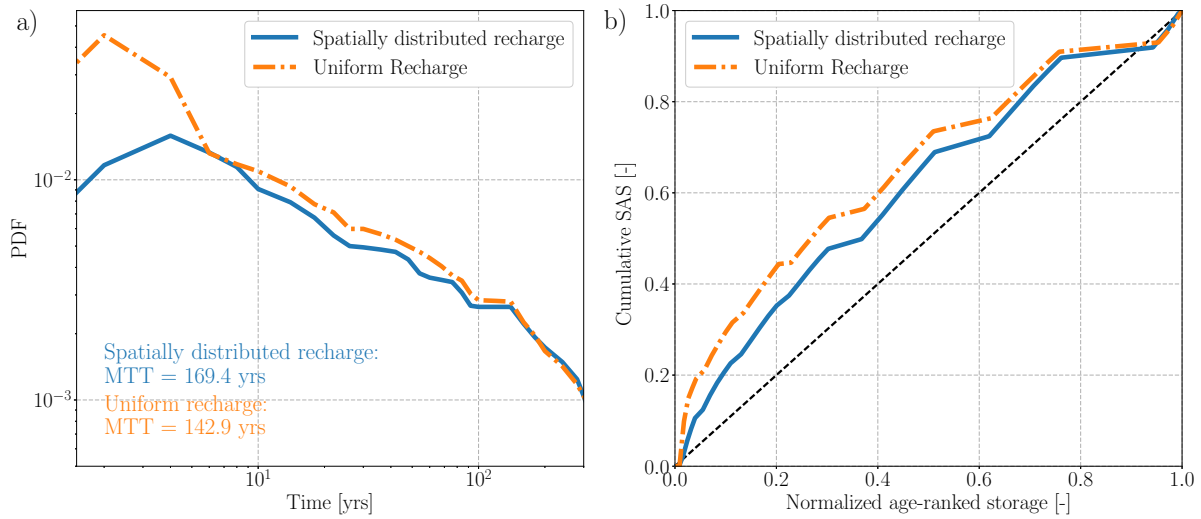 a)
Spatially distributed recharge
Uniform Recharge
10⁻²
10⁻³
PDF
Spatially distributed recharge:
MTT = 169.4 yrs
Uniform recharge:
MTT = 142.9 yrs
10¹
10²
Time [yrs]
b)
Spatially distributed recharge
Uniform Recharge
1.0
0.8
0.6
0.4
0.2
0.0
Cumulative SAS [-]
0.0
0.2
0.4
0.6
0.8
1.0
Normalized age-ranked storage [-]